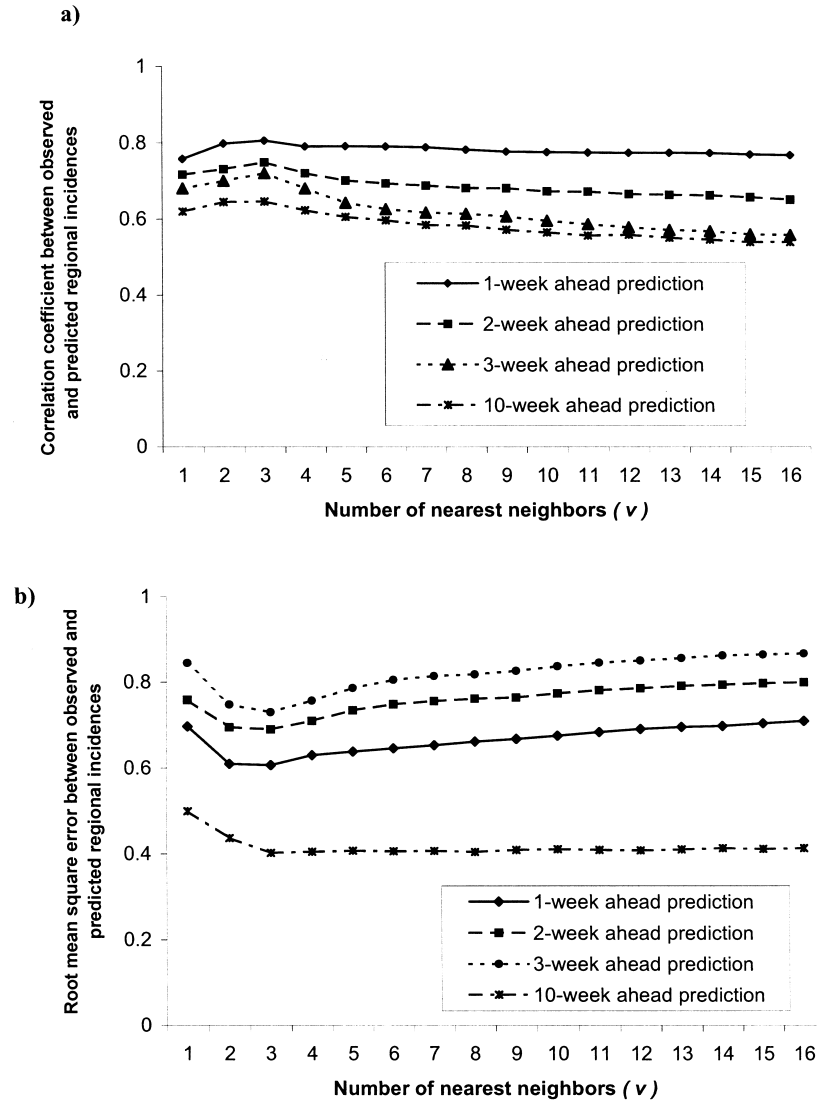 a)
Correlation coefficient between observed
and predicted regional incidences
1
0.8
0.6
0.4
0.2
0
1-week ahead prediction
2-week ahead prediction
3-week ahead prediction
10-week ahead prediction
1 2 3 4 5 6 7 8 9 10 11 12 13 14 15 16
Number of nearest neighbors ( v )
b)
Root mean square error between observed and
predicted regional incidences
1
0.8
0.6
0.4
0.2
0
1-week ahead prediction
2-week ahead prediction
3-week ahead prediction
10-week ahead prediction
1 2 3 4 5 6 7 8 9 10 11 12 13 14 15 16
Number of nearest neighbors ( v )